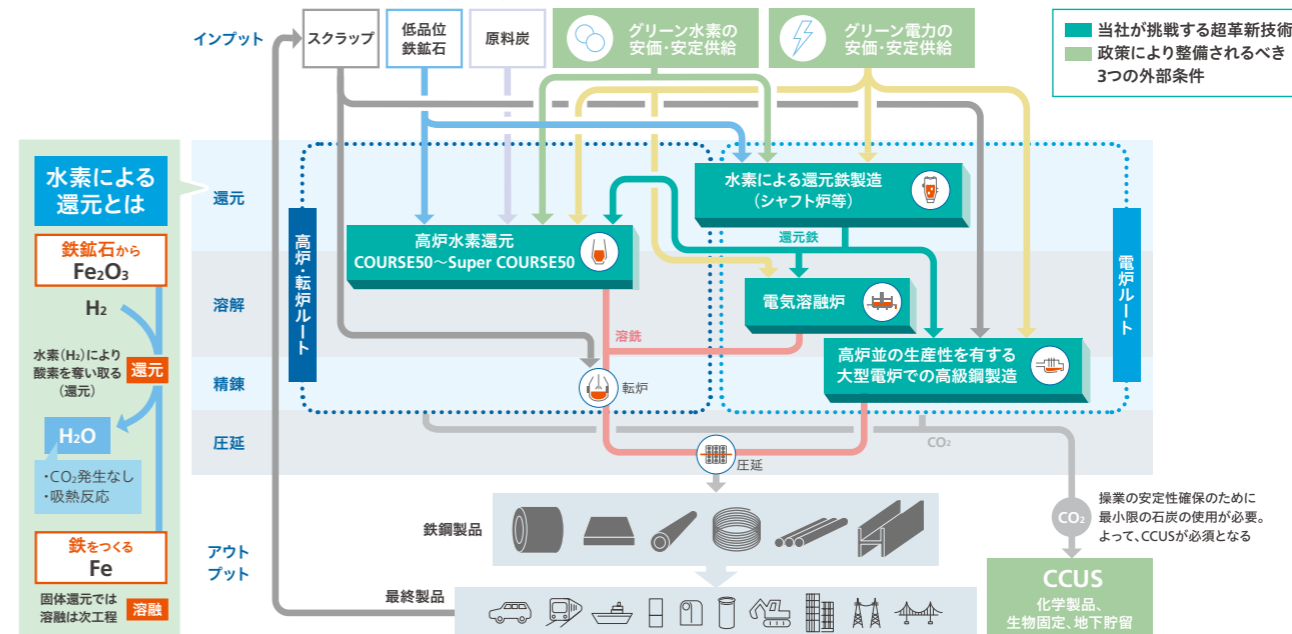 インプット
スクラップ
低品位
鉄鉱石
原料炭
グリーン水素の
安価・安定供給
グリーン電力の
安価・安定供給
当社が挑戦する超革新技術
政策により整備されるべき
3つの外部条件
水素による
還元とは
鉄鉱石から
Fe₂O₃
H₂
水素(H₂)により
酸素を奪い取る
(還元)
還元
H₂O
・CO₂発生なし
・吸熱反応
鉄をつくる
Fe
固体還元では
溶融は次工程
溶融
還元
溶解
精錬
圧延
アウト
プット
高炉・転炉ルート
電炉ルート
水素による還元鉄製造
(シャフト炉等)
高炉水素還元
COURSE50～Super COURSE50
還元鉄
電気溶融炉
溶銑
高炉並の生産性を有する
大型電炉での高級鋼製造
転炉
CO₂
圧延
鉄鋼製品
最終製品
CO₂
操業の安定性確保のために
最小限の石炭の使用が必要。
よって、CCUSが必須となる
CCUS
化学製品、
生物固定、地下貯留